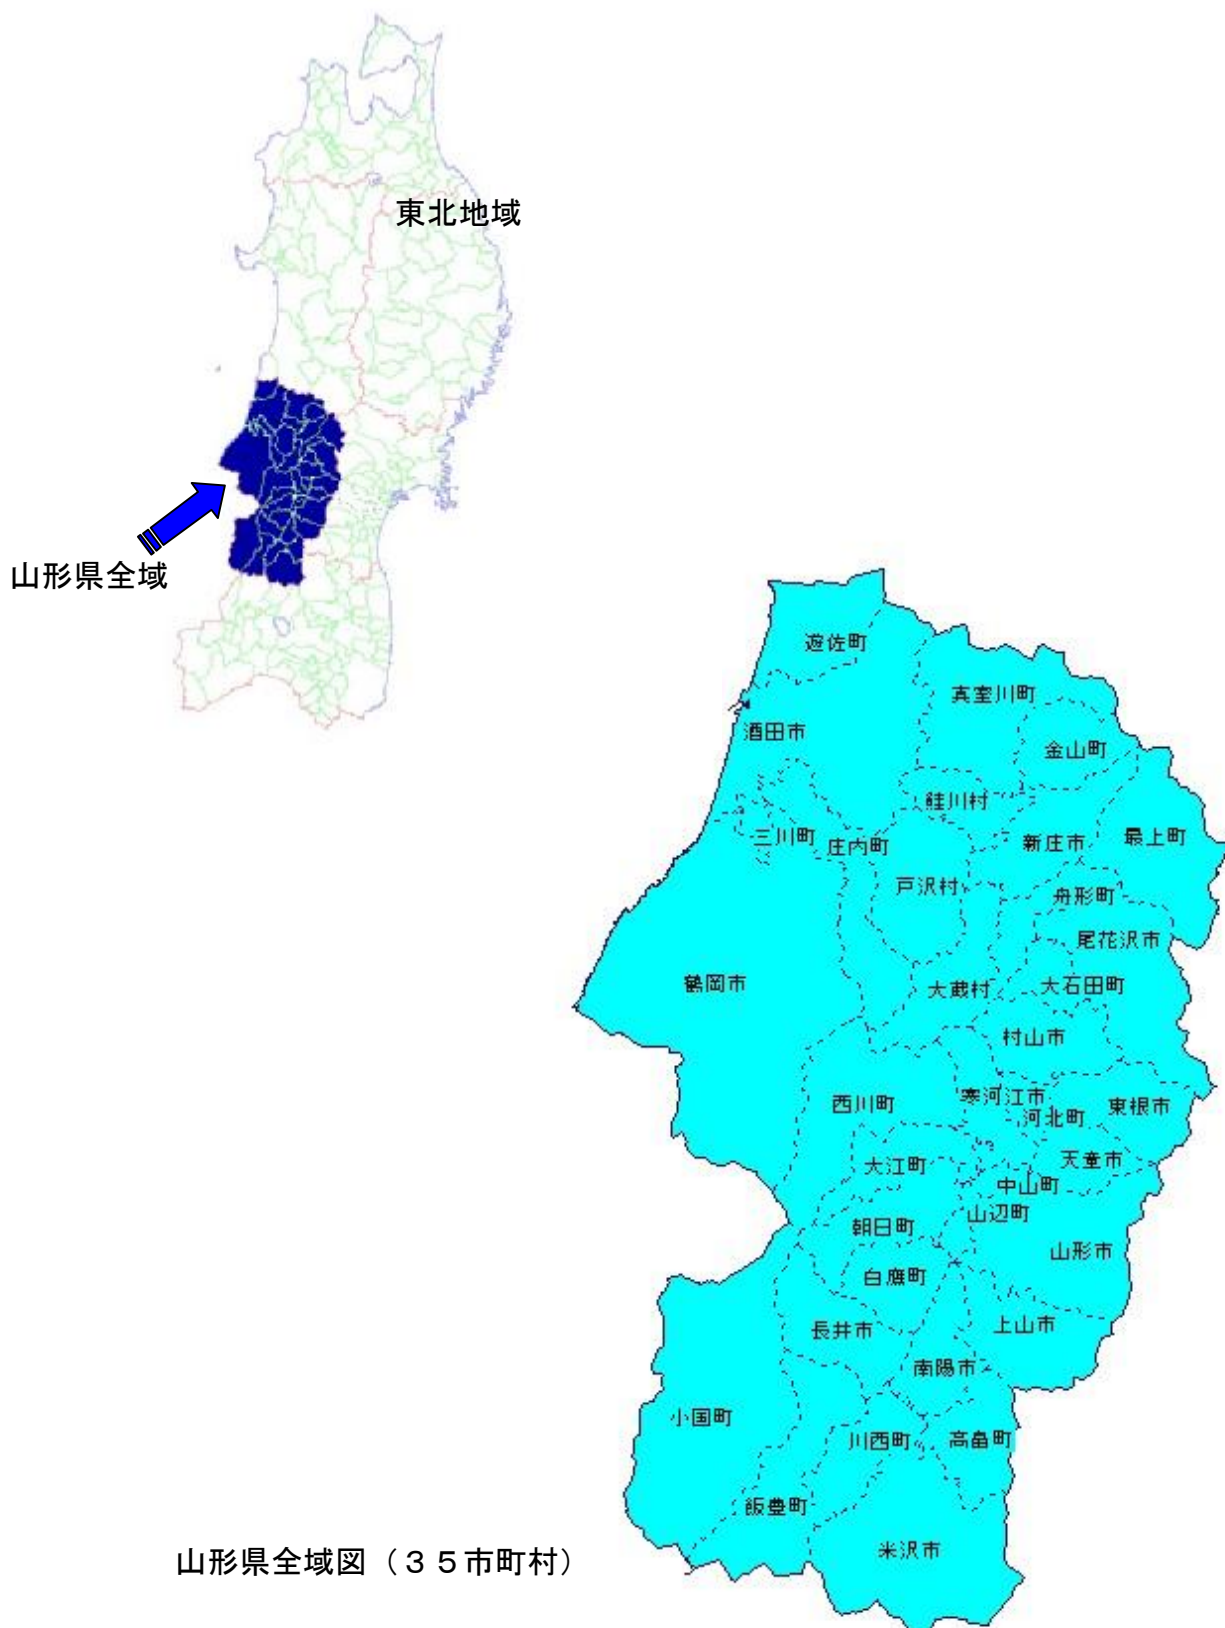 東北地域
山形県全域
遊佐町
真室川町
酒田市
金山町
鮭川村
三川町
庄内町
新庄市
最上町
戸沢村
舟形町
尾花沢市
鶴岡市
大蔵村
大石田町
村山市
西川町
寒河江市
河北町
東根市
大江町
天童市
中山町
朝日町
山辺町
山形市
白鷹町
長井市
上山市
南陽市
小国町
川西町
高畠町
飯豊町
米沢市
山形県全域図（３５市町村）